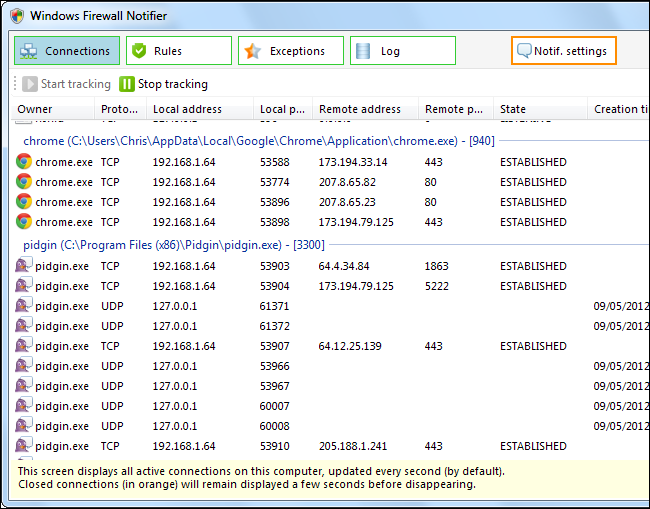 Windows Firewall Notifier
Connections Rules Exceptions Log Notif. settings
Start tracking Stop tracking
Owner Proto... Local address Local p... Remote address Remote p... State Creation ti
chrome (C:\Users\Chris\AppData\Local\Google\Chrome\Application\chrome.exe) - [940]
chrome.exe TCP 192.168.1.64 53588 173.194.33.14 443 ESTABLISHED
chrome.exe TCP 192.168.1.64 53774 207.8.65.82 80 ESTABLISHED
chrome.exe TCP 192.168.1.64 53896 207.8.65.23 80 ESTABLISHED
chrome.exe TCP 192.168.1.64 53898 173.194.79.125 443 ESTABLISHED
pidgin (C:\Program Files (x86)\Pidgin\pidgin.exe) - [3300]
pidgin.exe TCP 192.168.1.64 53903 64.4.34.84 1863 ESTABLISHED
pidgin.exe TCP 192.168.1.64 53904 173.194.79.125 5222 ESTABLISHED
pidgin.exe UDP 127.0.0.1 61371 09/05/2012
pidgin.exe UDP 127.0.0.1 61372 09/05/2012
pidgin.exe TCP 192.168.1.64 53907 64.12.25.139 443 ESTABLISHED
pidgin.exe UDP 127.0.0.1 53966 09/05/2012
pidgin.exe UDP 127.0.0.1 53967 09/05/2012
pidgin.exe UDP 127.0.0.1 60007 09/05/2012
pidgin.exe UDP 127.0.0.1 60008 09/05/2012
pidgin.exe TCP 192.168.1.64 53910 205.188.1.241 443 ESTABLISHED
This screen displays all active connections on this computer, updated every second (by default).
Closed connections (in orange) will remain displayed a few seconds before disappearing.